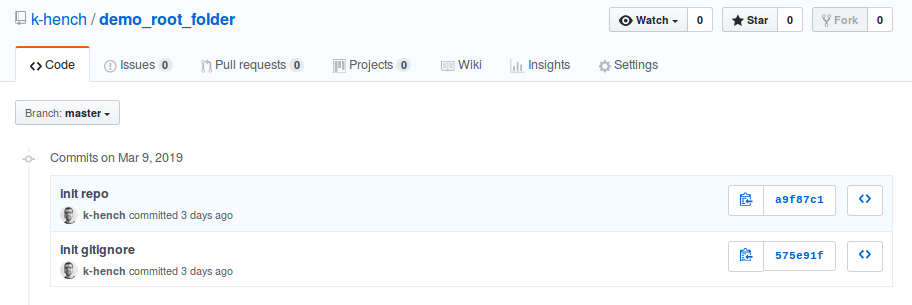 k-hench / demo_root_folder
Watch 0 Star 0 Fork 0
Code Issues 0 Pull requests 0 Projects 0 Wiki Insights Settings
Branch: master
Commits on Mar 9, 2019
init repo
a9f87c1
k-hench committed 3 days ago
init gitignore
575e91f
k-hench committed 3 days ago